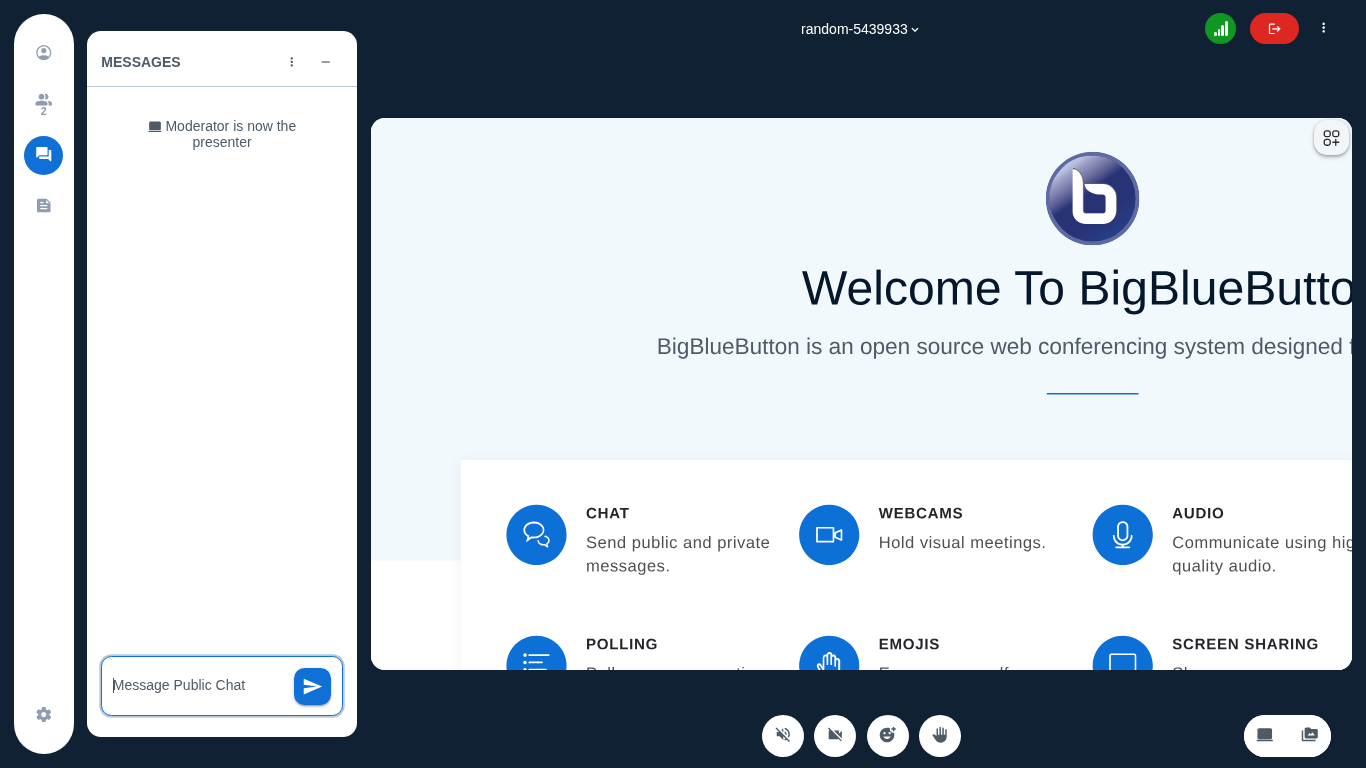 random-5439933
MESSAGES
2
Moderator is now the
presenter
Welcome To BigBlueButto
BigBlueButton is an open source web conferencing system designed
CHAT
Send public and private
messages.
WEBCAMS
Hold visual meetings.
AUDIO
Communicate using hig
quality audio.
POLLING
EMOJIS
SCREEN SHARING
Message Public Chat